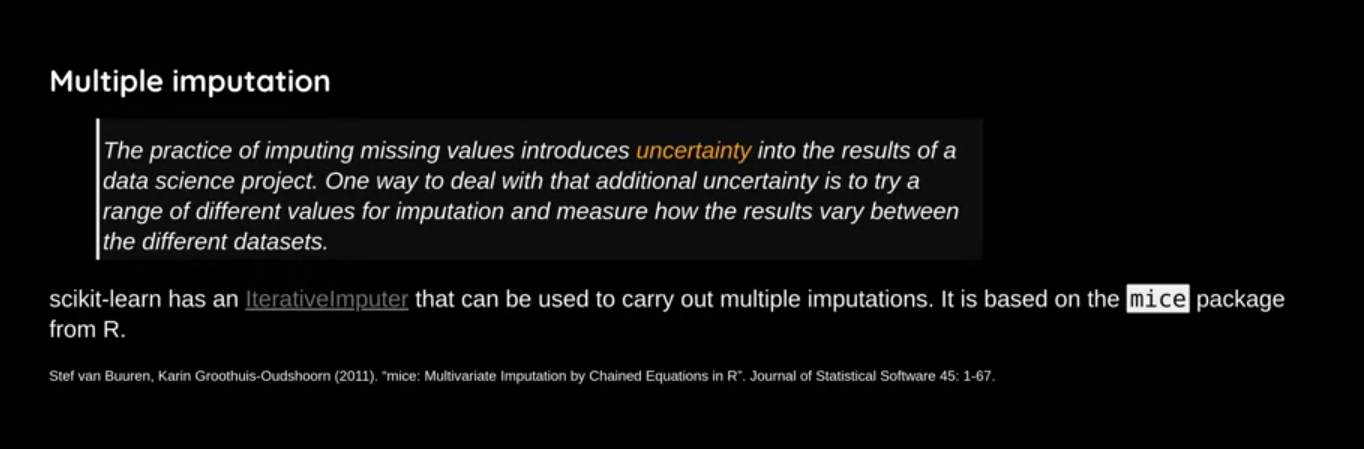 Multiple imputation
The practice of imputing missing values introduces uncertainty into the results of a
data science project. One way to deal with that additional uncertainty is to try a
range of different values for imputation and measure how the results vary between
the different datasets.
scikit-learn has an IterativeImputer that can be used to carry out multiple imputations. It is based on the mice package
from R.
Stef van Buuren, Karin Groothuis-Oudshoorn (2011). "mice: Multivariate Imputation by Chained Equations in R". Journal of Statistical Software 45: 1-67.